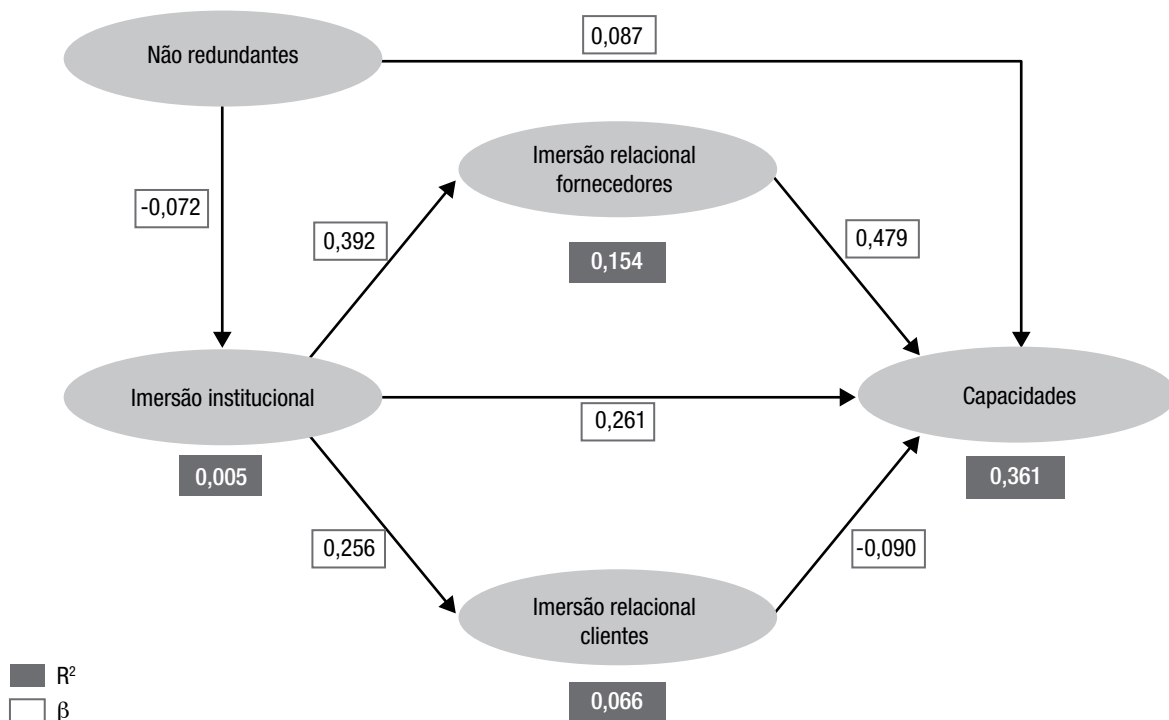 0,087
Não redundantes
Imersão relacional
fornecedores
-0,072
0,392
0,479
0,154
Imersão institucional
Capacidades
0,261
0,005
0,361
0,256
-0,090
Imersão relacional
clientes
R²
0,066
β